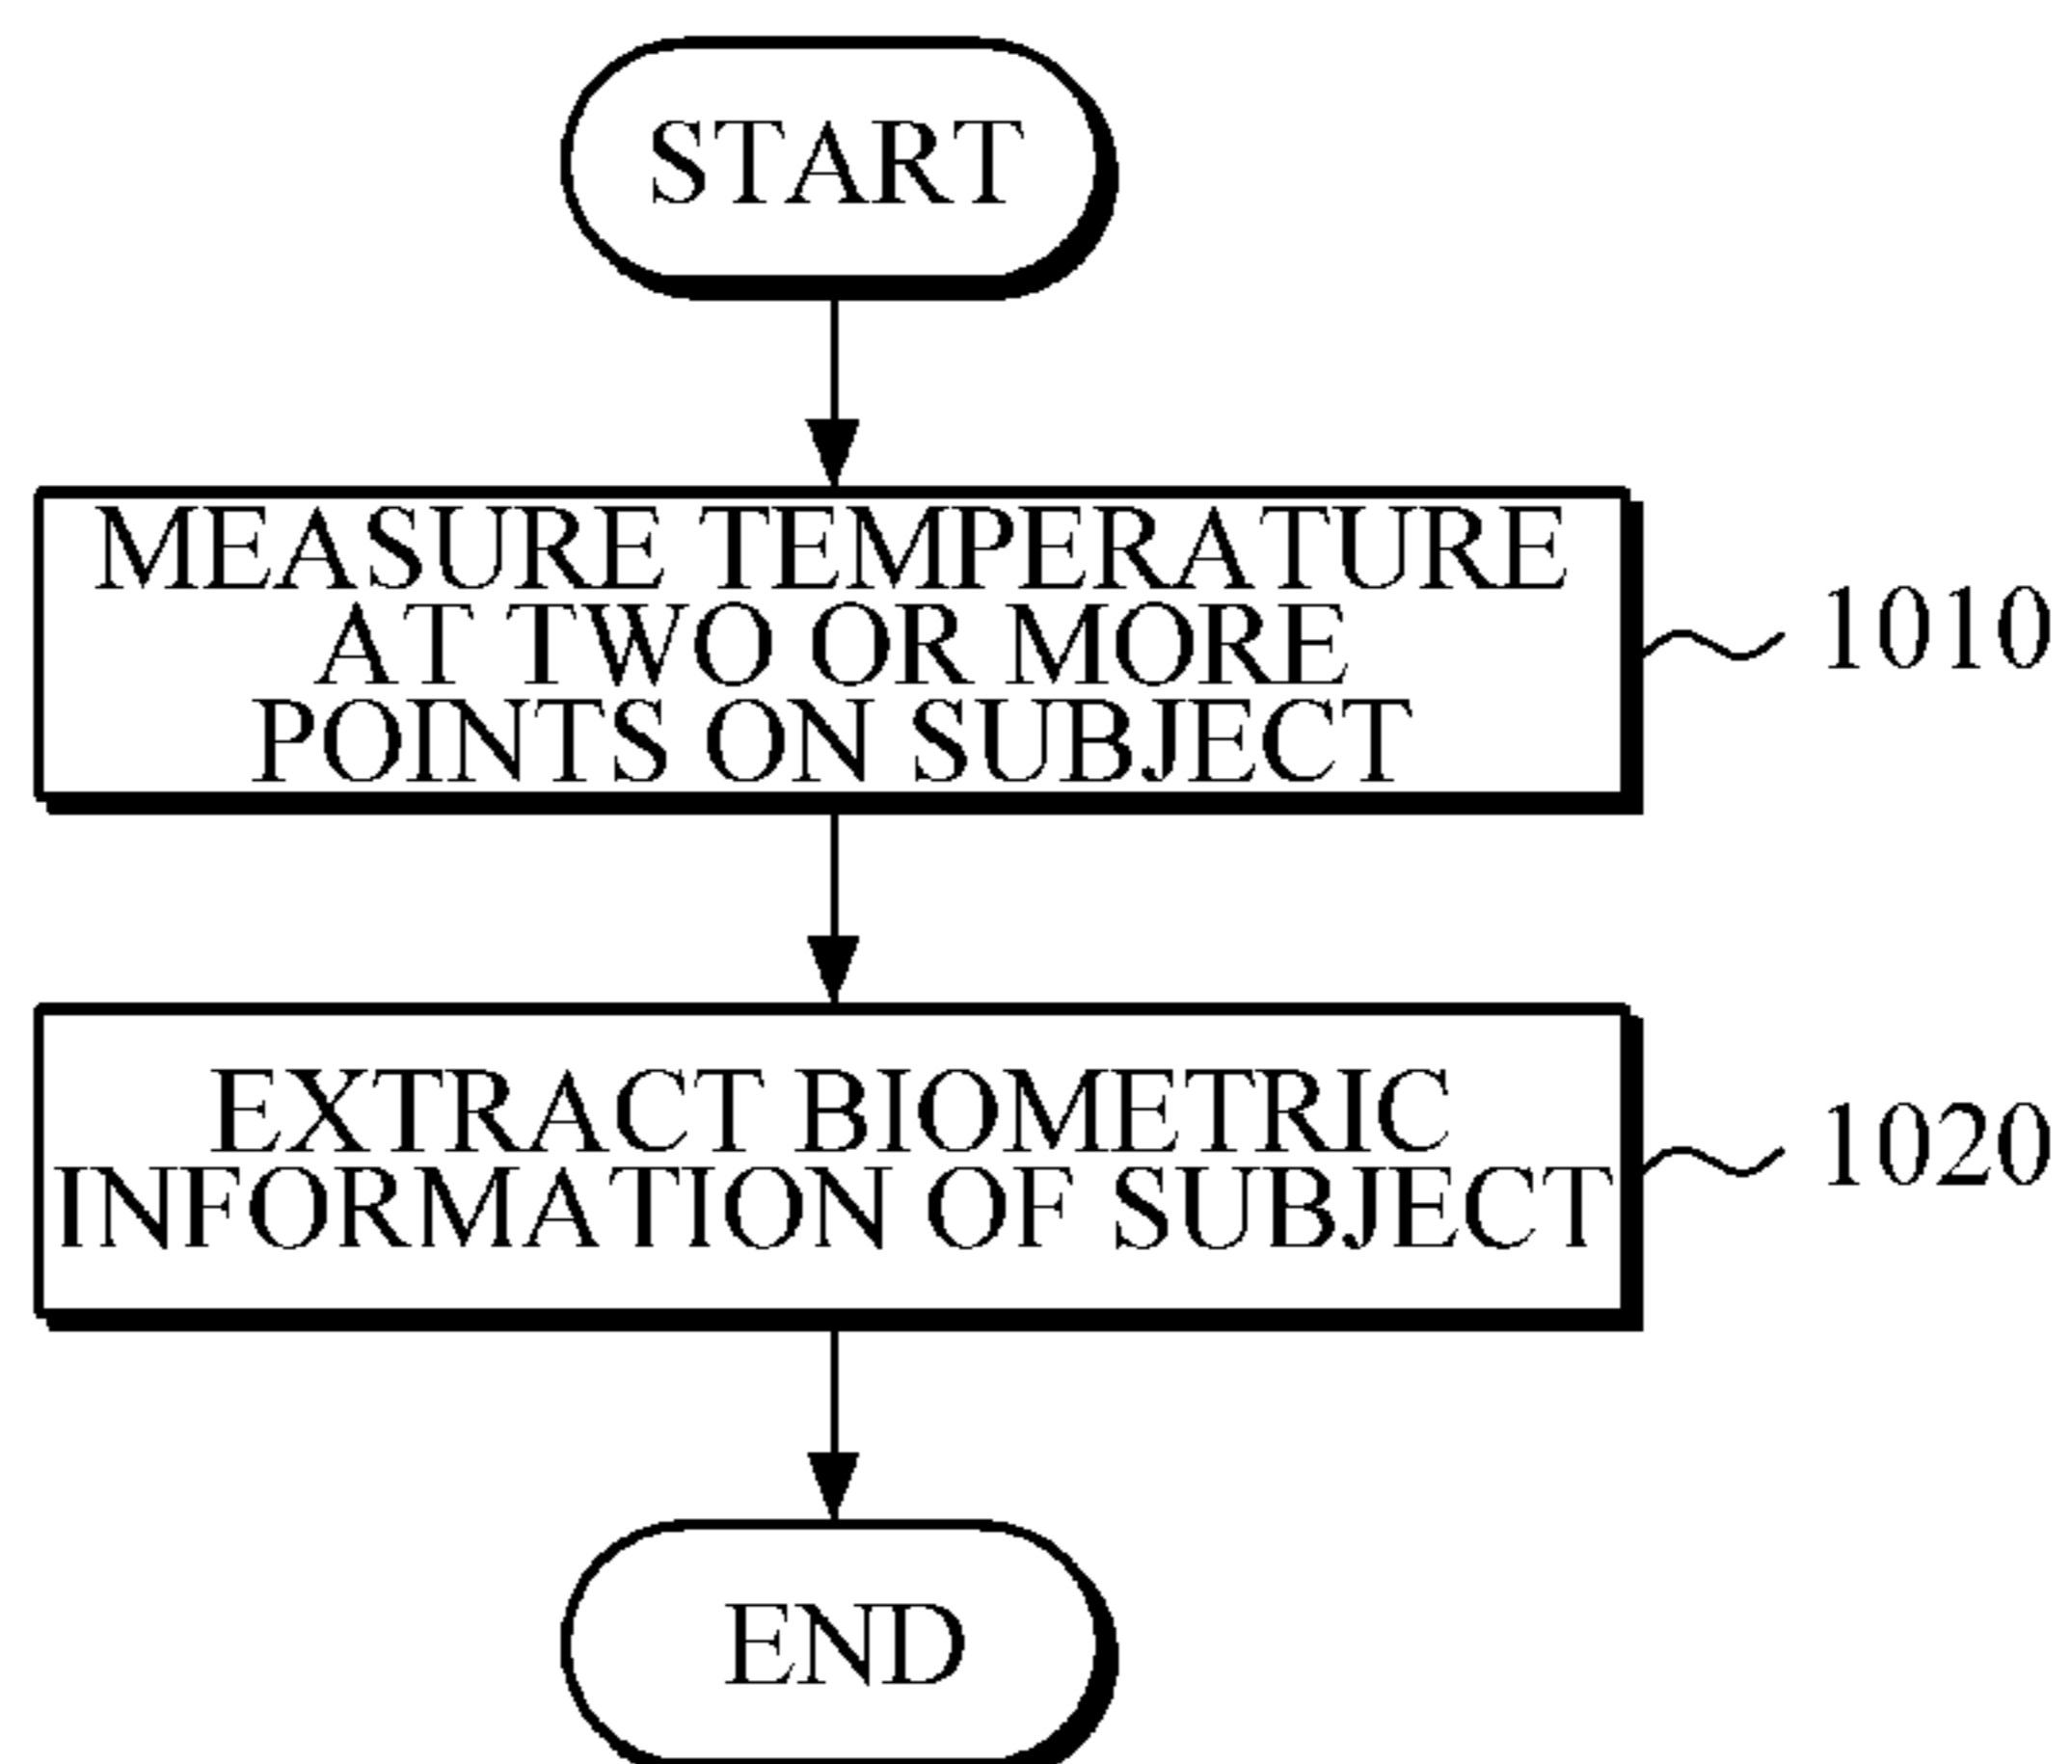 START
MEASURE TEMPERATURE
AT TWO OR MORE
POINTS ON SUBJECT
1010
EXTRACT BIOMETRIC
INFORMATION OF SUBJECT
1020
END